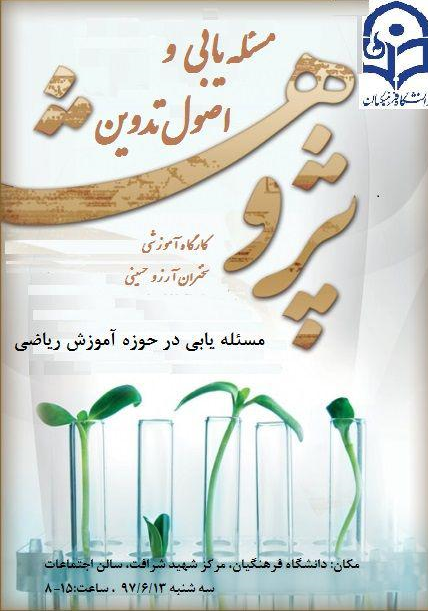 دانشگاه فرهنگیان
مسئله یابی و
اصول تدوین
پژوهش
کارگاه آموزشی
سخنران آرزو حسینی
مسئله یابی در حوزه آموزش ریاضی
مکان: دانشگاه فرهنگیان، مرکز شهید شرافت، سالن اجتماعات
سه شنبه ۹۷/۶/۱۳ . ساعت:۱۵-۸